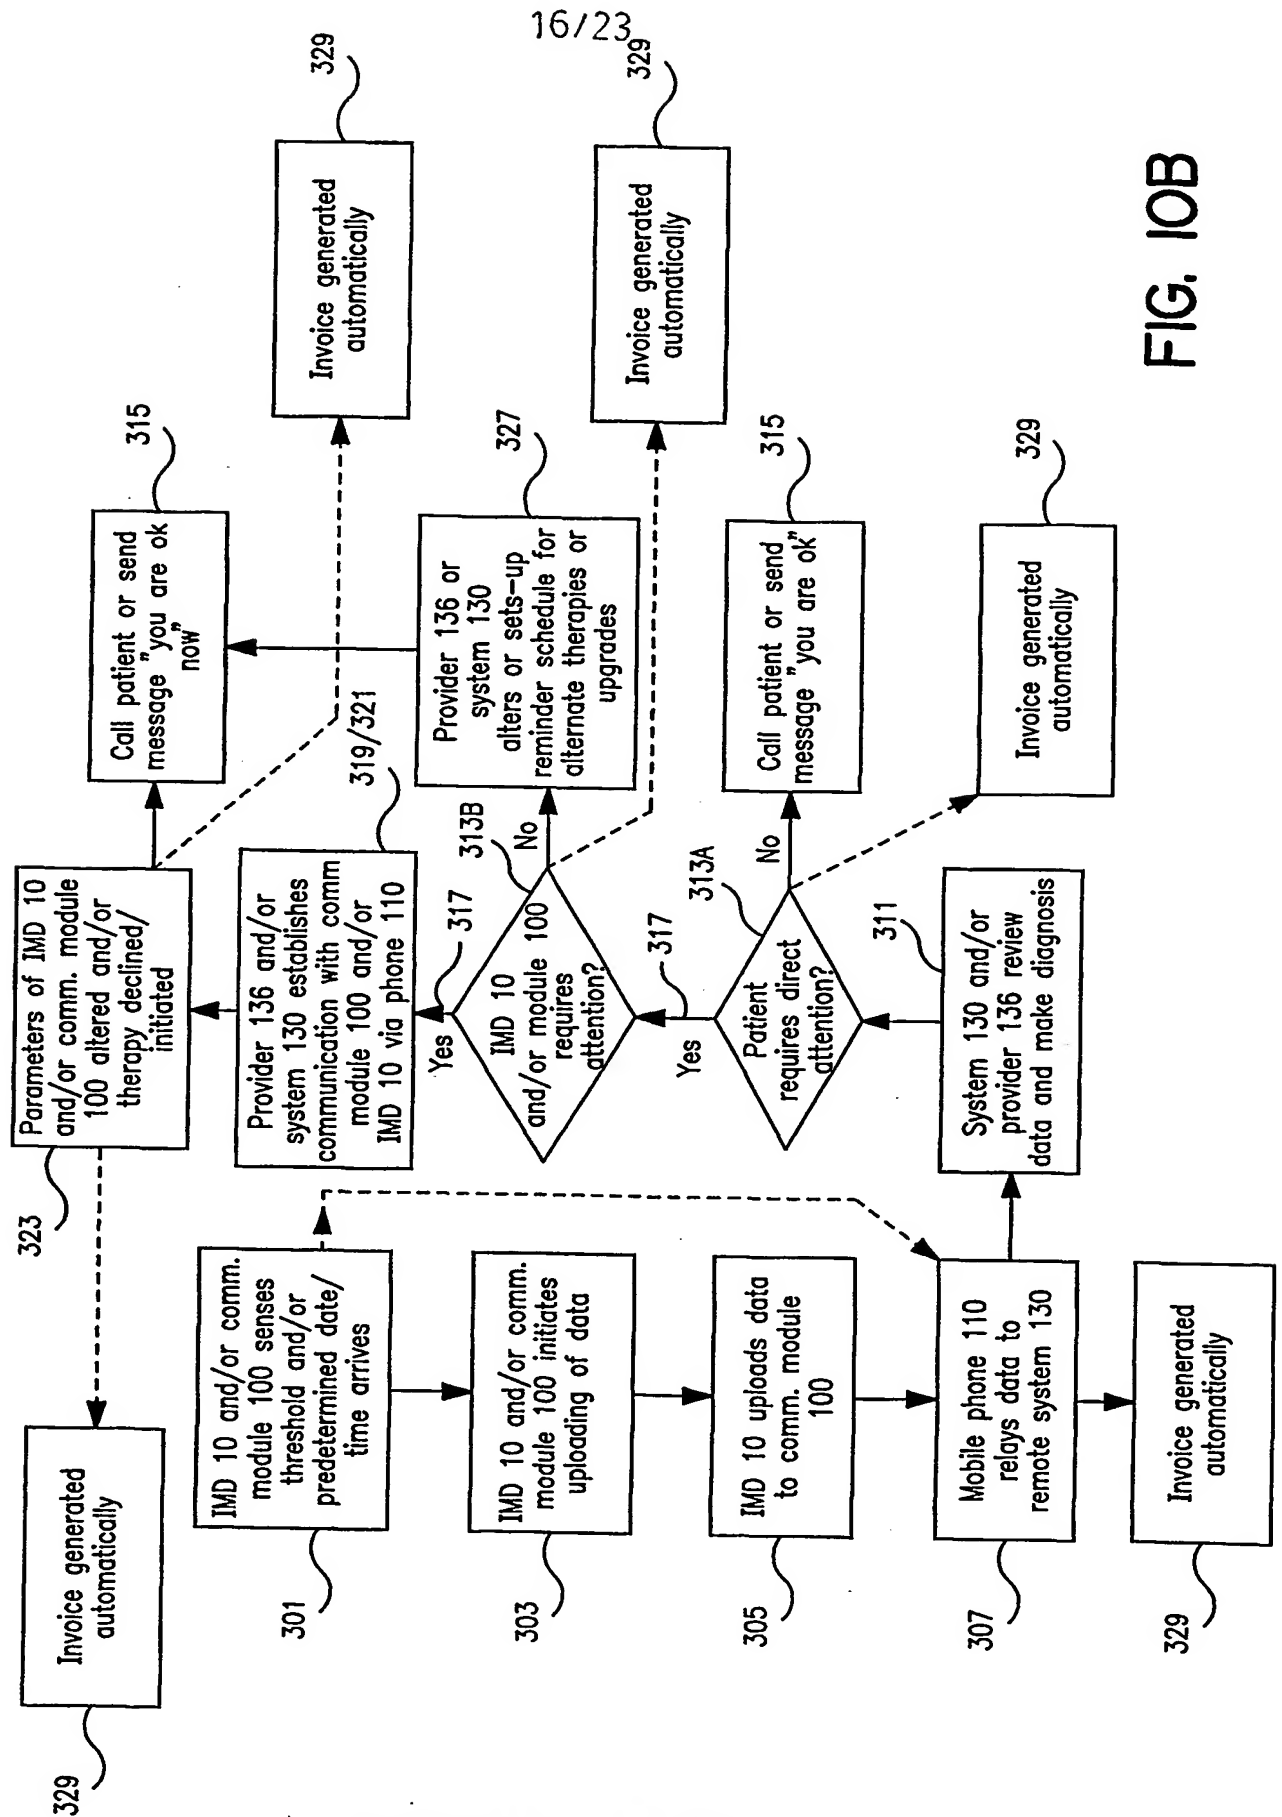 16/23
329
Invoice generated
automatically
323
Parameters of IMD 10
and/or comm. module
100 altered and/or
therapy declined/
initiated
315
Call patient or send
message "you are ok
now"
329
Invoice generated
automatically
319/321
Provider 136 and/or
system 130 establishes
communication with comm
module 100 and/or
IMD 10 via phone 110
Yes
317
313B
IMD 10
and/or module 100
requires
attention?
No
327
Provider 136 or
system 130
alters or sets-up
reminder schedule for
alternate therapies or
upgrades
329
Invoice generated
automatically
Yes
317
313A
Patient
requires direct
attention?
No
315
Call patient or send
message "you are ok"
329
Invoice generated
automatically
311
System 130 and/or
provider 136 review
data and make diagnosis
301
IMD 10 and/or comm.
module 100 senses
threshold and/or
predetermined date/
time arrives
303
IMD 10 and/or comm.
module 100 initiates
uploading of data
305
IMD 10 uploads data
to comm. module
100
307
Mobile phone 110
relays data to
remote system 130
329
Invoice generated
automatically
FIG. 10B